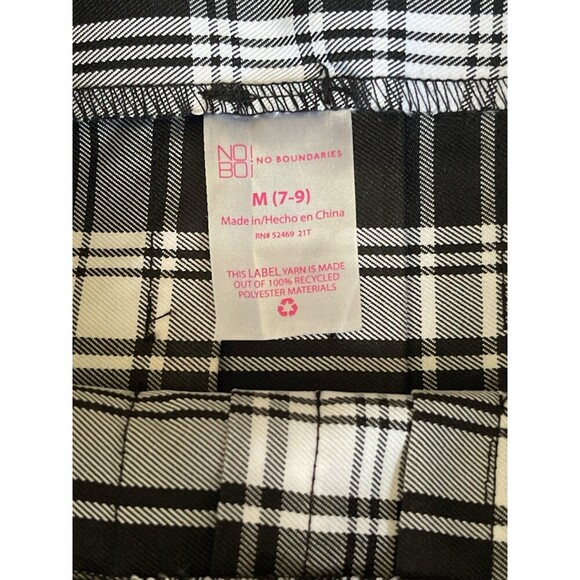 NO!
BO!
NO BOUNDARIES
M (7-9)
Made in/Hecho en China
RN# 52469 21T
THIS LABEL YARN IS MADE
OUT OF 100% RECYCLED
POLYESTER MATERIALS